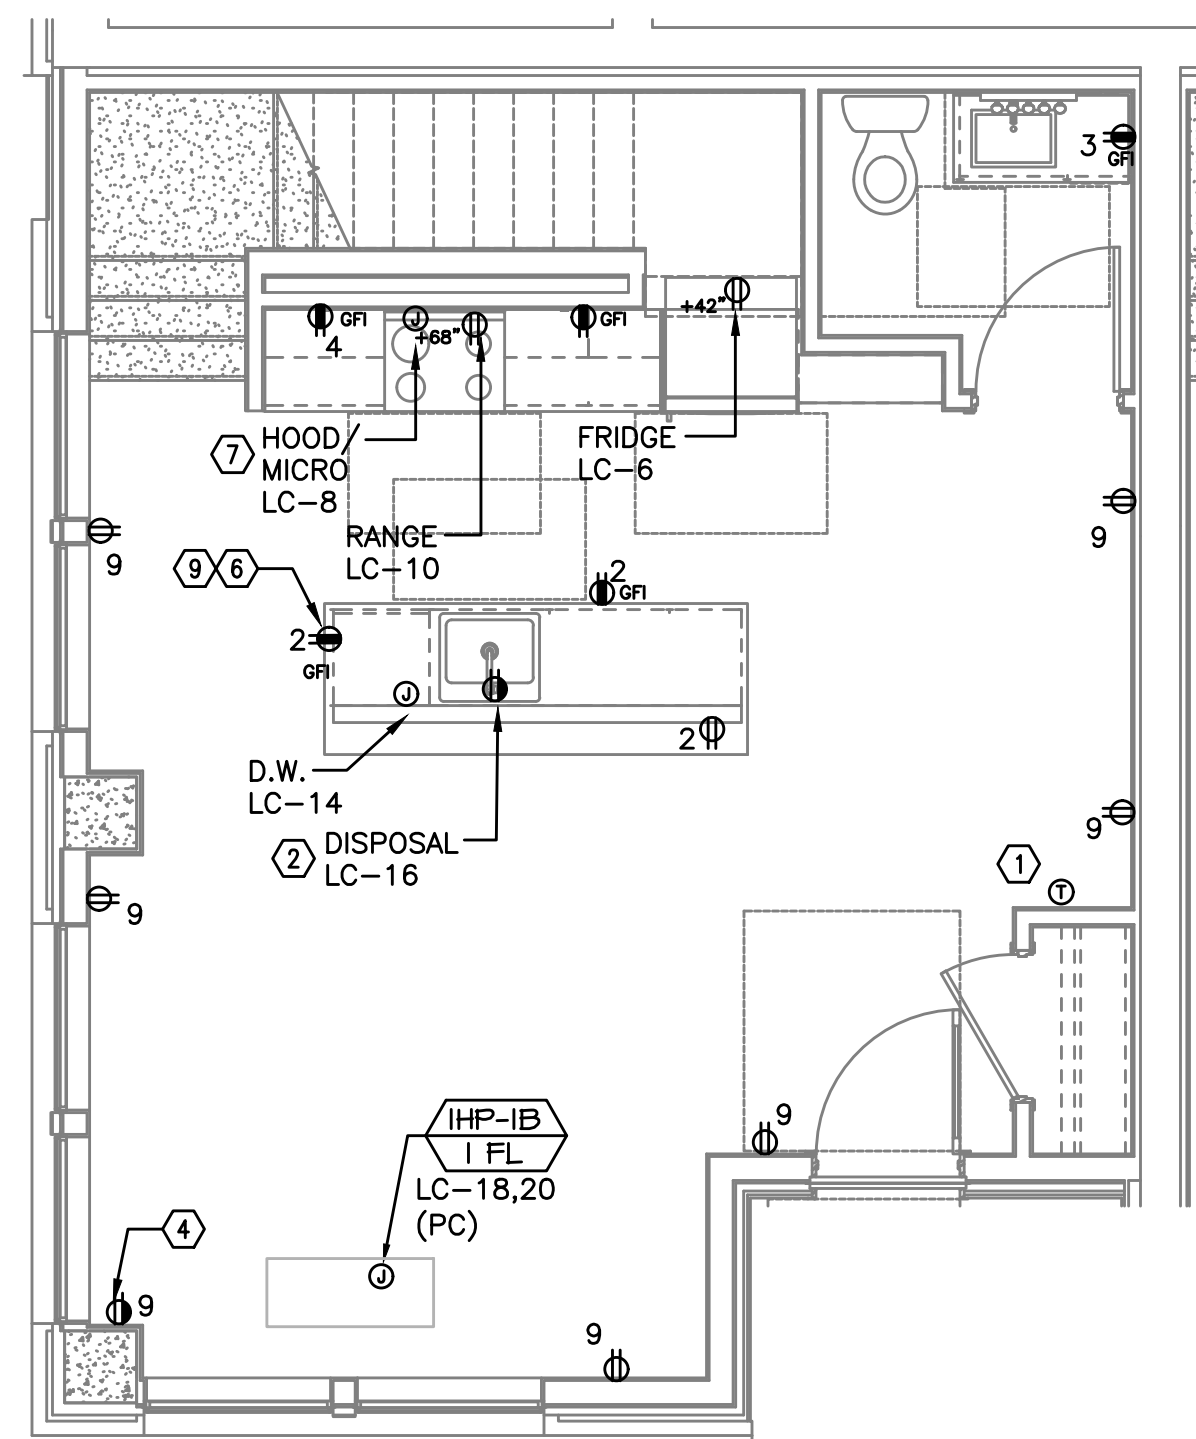 3
GFI
+42"
GFI
J
GFI
4
+68"
7
HOOD/
MICRO
LC-8
FRIDGE
LC-6
RANGE
LC-10
9
9
9
6
2
GFI
2
GFI
J
2
D.W.
LC-14
2
DISPOSAL
LC-16
9
1
T
9
IHP-1B
1 FL
LC-18,20
(PC)
9
4
J
9
9